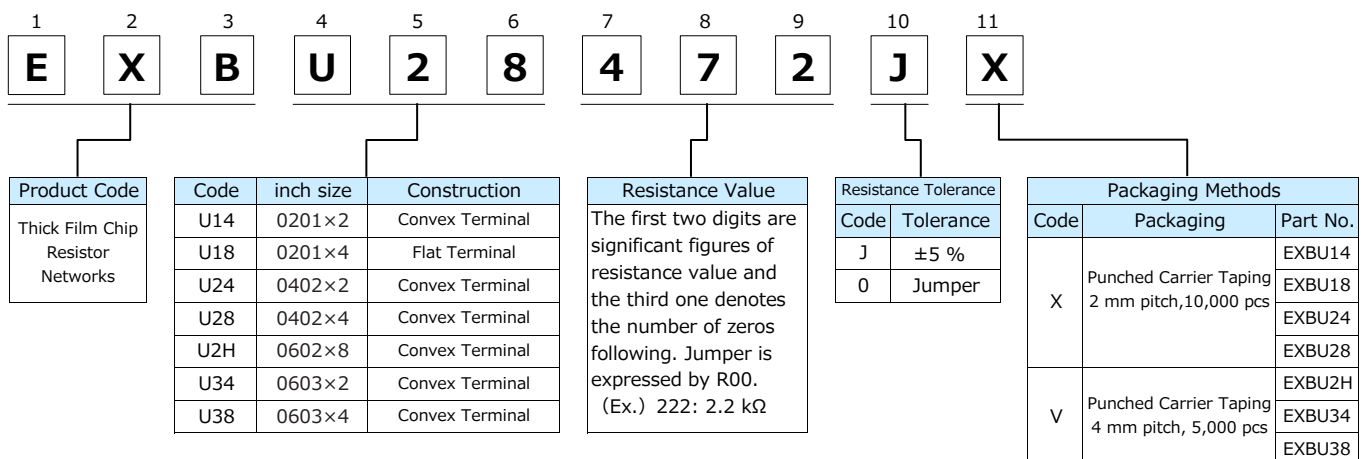 1 2 3 4 5 6 7 8 9 10 11
E X B U 2 8 4 7 2 J X
Product Code
Thick Film Chip
Resistor
Networks
Code inch size Construction
U14 0201×2 Convex Terminal
U18 0201×4 Flat Terminal
U24 0402×2 Convex Terminal
U28 0402×4 Convex Terminal
U2H 0602×8 Convex Terminal
U34 0603×2 Convex Terminal
U38 0603×4 Convex Terminal
Resistance Value
The first two digits are
significant figures of
resistance value and
the third one denotes
the number of zeros
following. Jumper is
expressed by R00.
（Ex.）222: 2.2 kΩ
Resistance Tolerance
Code Tolerance
J ±5 %
0 Jumper
Packaging Methods
Code Packaging Part No.
X
Punched Carrier Taping
2 mm pitch,10,000 pcs
EXBU14
EXBU18
EXBU24
EXBU28
V
Punched Carrier Taping
4 mm pitch, 5,000 pcs
EXBU2H
EXBU34
EXBU38